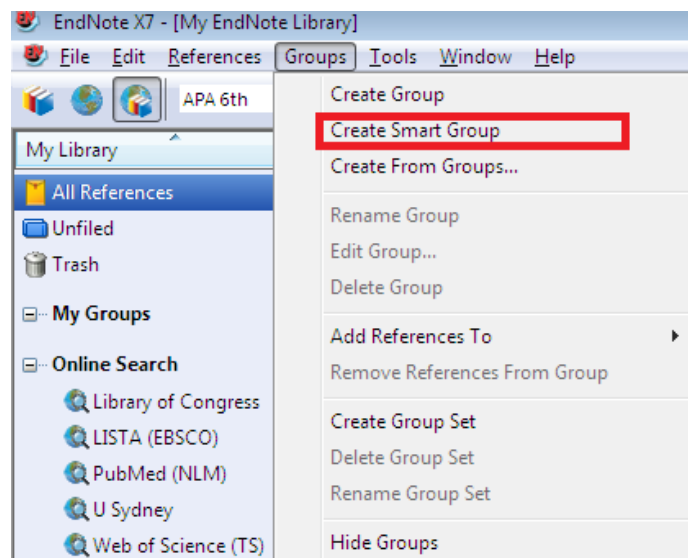 EndNote X7 - [My EndNote Library]
File Edit References Groups Tools Window Help
APA 6th
My Library
All References
Unfiled
Trash
My Groups
Online Search
Library of Congress
LISTA (EBSCO)
PubMed (NLM)
U Sydney
Web of Science (TS)
Create Group
Create Smart Group
Create From Groups...
Rename Group
Edit Group...
Delete Group
Add References To
Remove References From Group
Create Group Set
Delete Group Set
Rename Group Set
Hide Groups